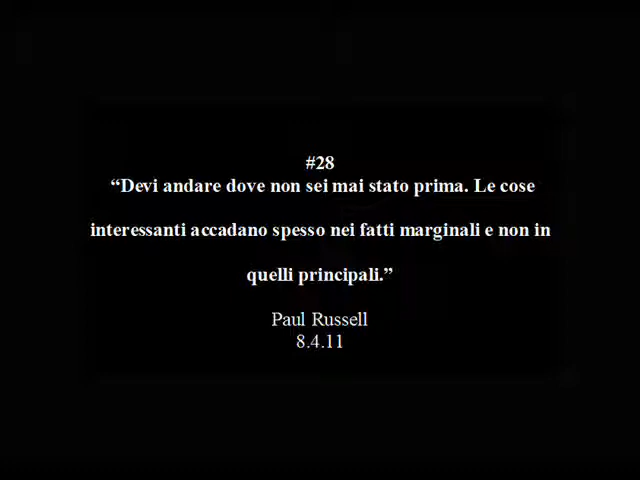 #28
“Devi andare dove non sei mai stato prima. Le cose
interessanti accadano spesso nei fatti marginali e non in
quelli principali.”
Paul Russell
8.4.11